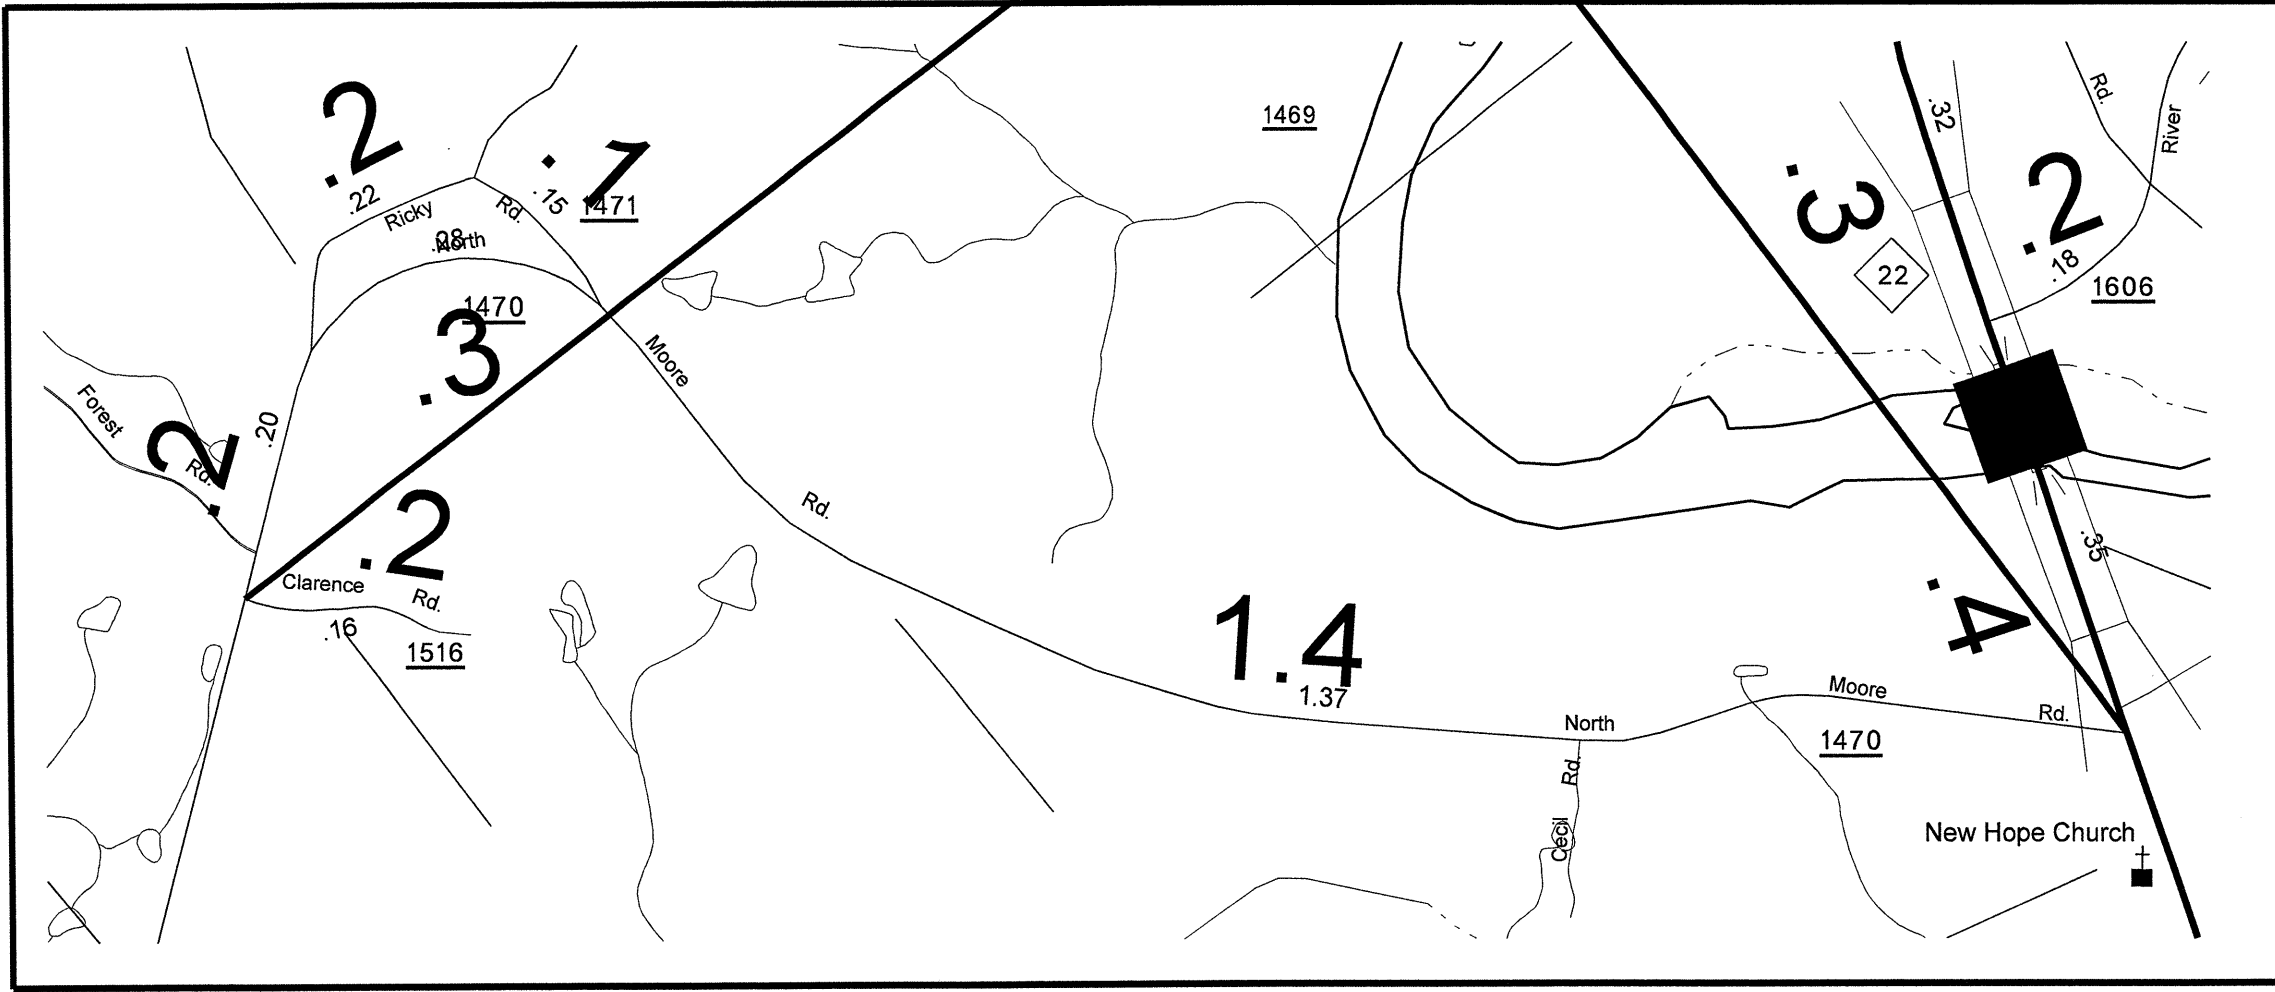 .2
.22
Ricky
Rd.
.1
.15
1471
.28
North
1470
.3
Moore
Rd.
Forest
Rd.
.2
.20
.2
Clarence
Rd.
.16
1516
1469
1.4
1.37
North
Moore
Rd.
1470
Cecil
Rd.
.32
.3
22
.2
.18
1606
Rd.
River
.35
.4
New Hope Church